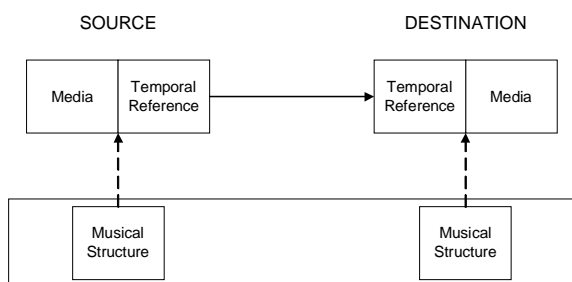 SOURCE
DESTINATION
Media
Temporal
Reference
Temporal
Reference
Media
Musical
Structure
Musical
Structure